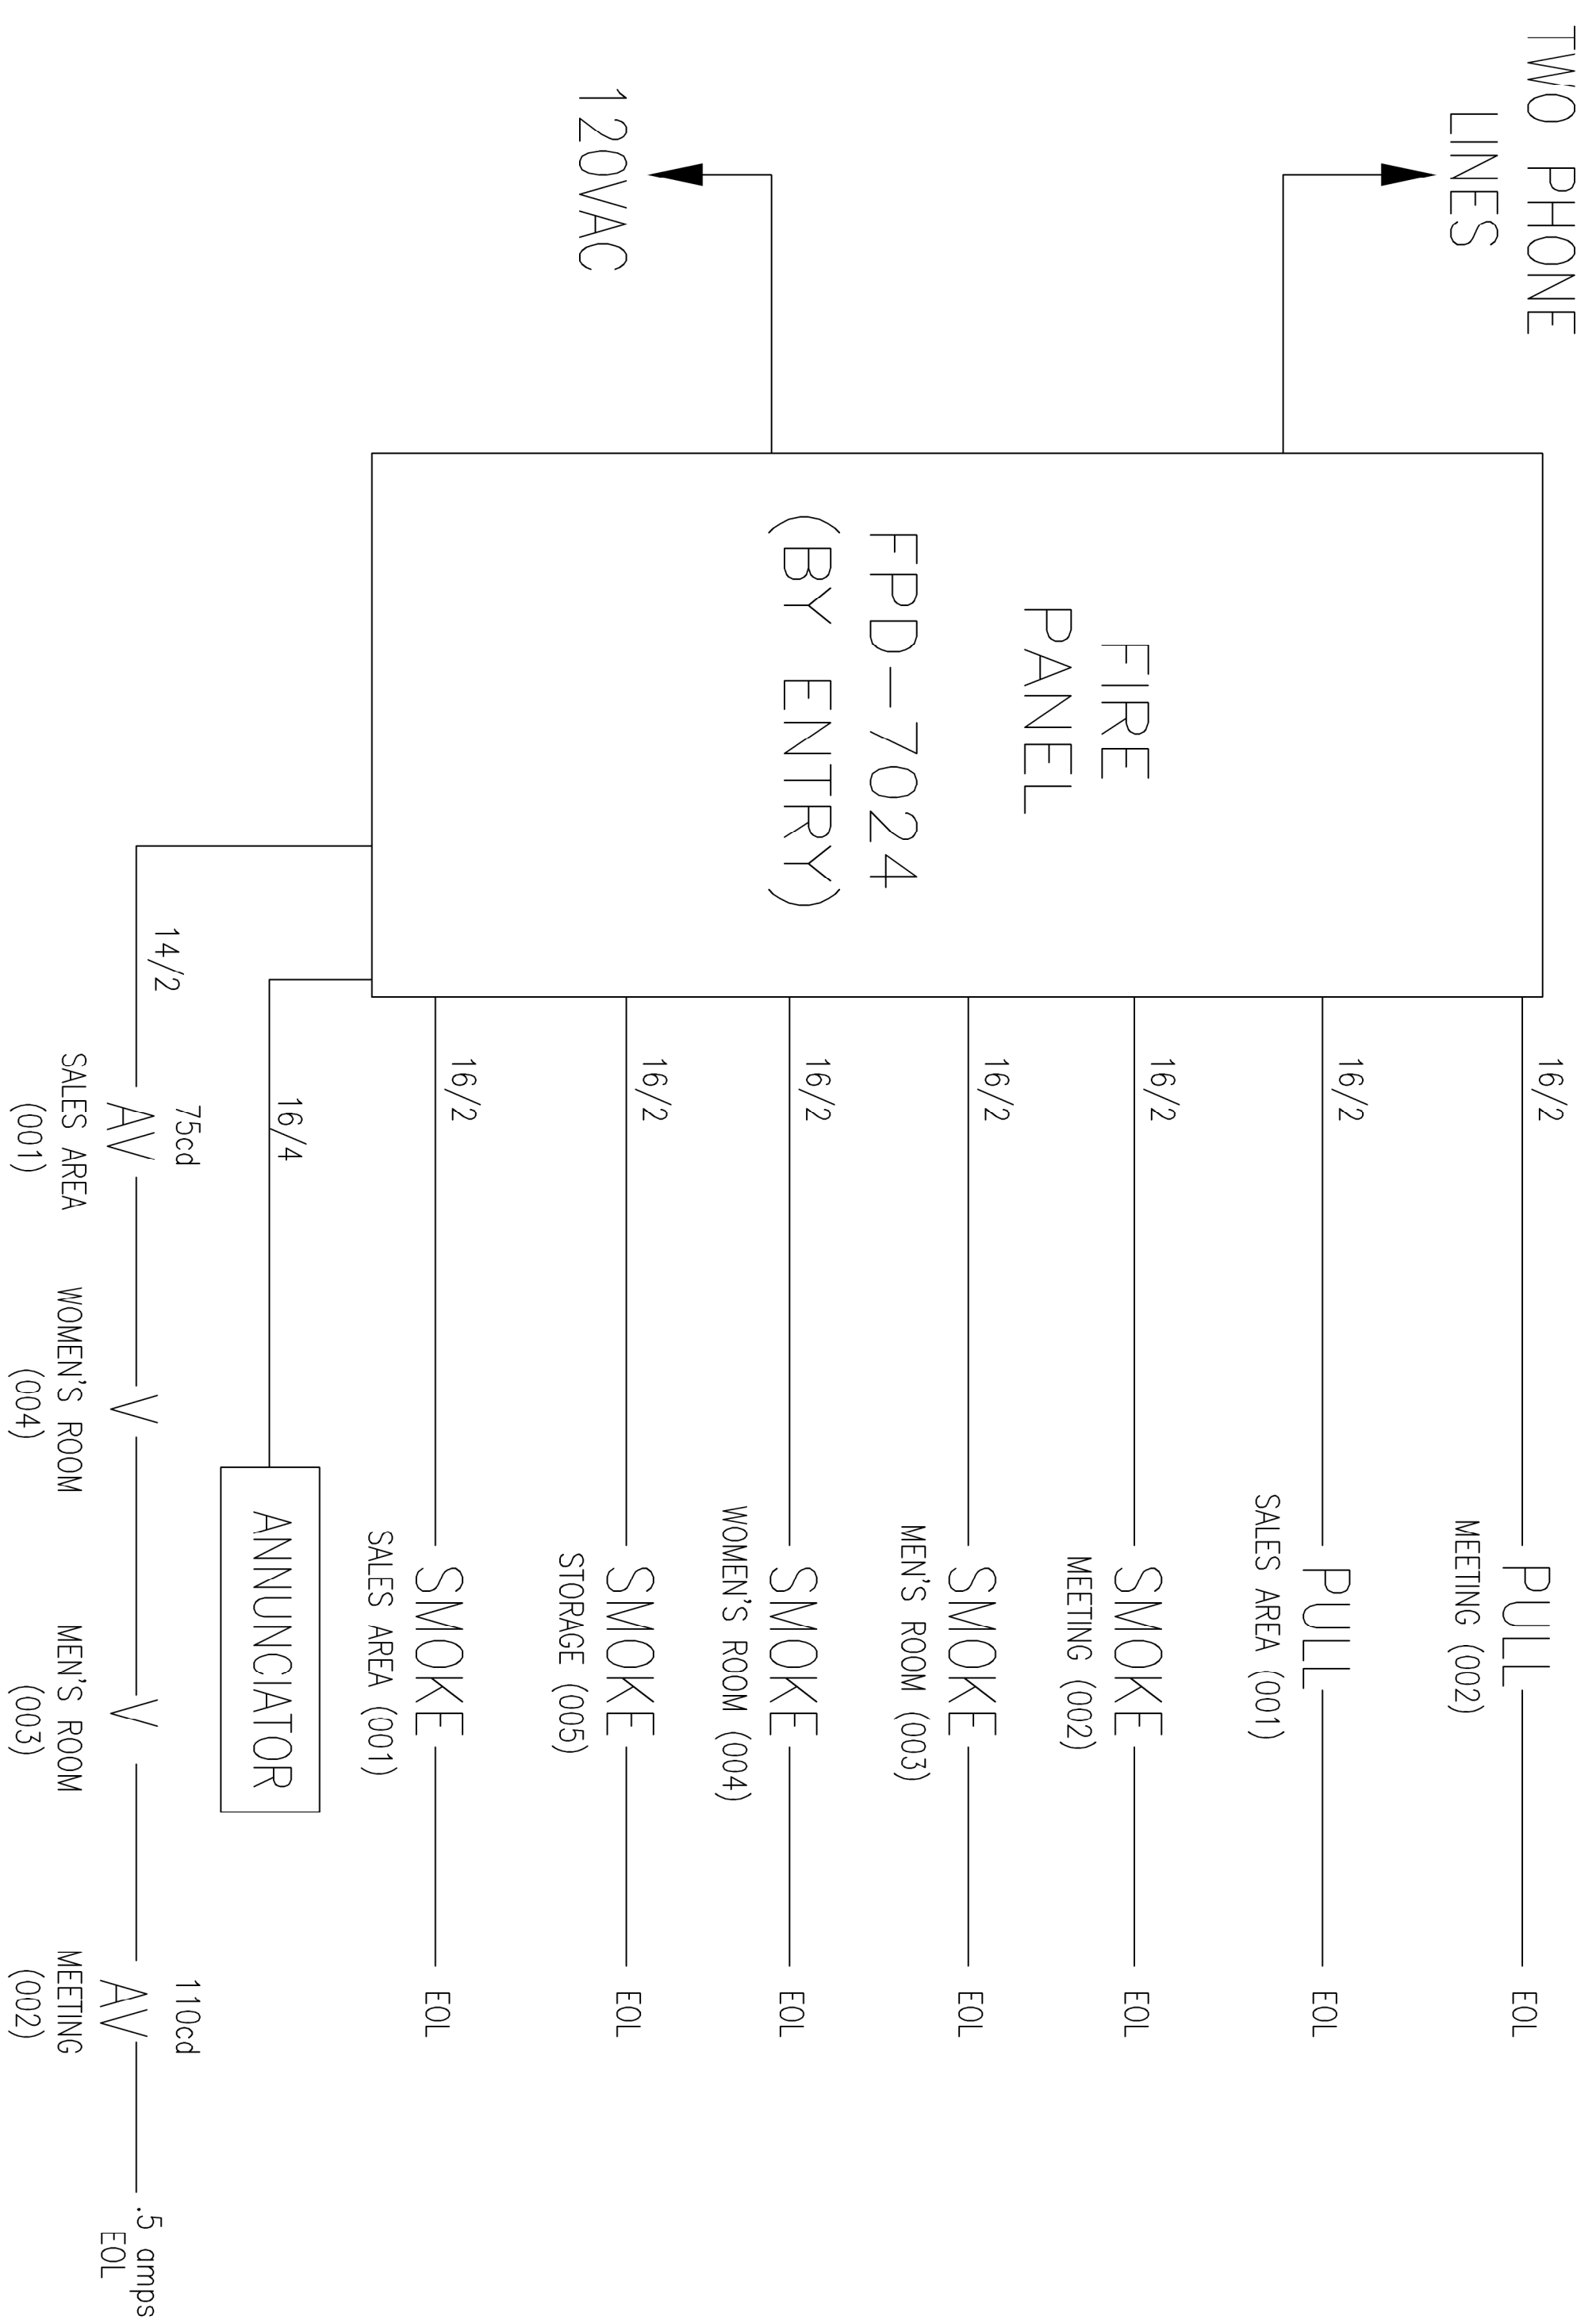 TWO PHONE
LINES
120VAC
FIRE
PANEL
FPD-7024
(BY ENTRY)
16/2
PULL
MEETING (002)
EOL
16/2
PULL
SALES AREA (001)
EOL
16/2
SMOKE
MEETING (002)
EOL
16/2
SMOKE
MEN'S ROOM (003)
EOL
16/2
SMOKE
WOMEN'S ROOM (004)
EOL
16/2
SMOKE
STORAGE (005)
EOL
16/2
SMOKE
SALES AREA (001)
EOL
16/4
ANNUNCIATOR
14/2
75cd
AV
SALES AREA
(001)
V
WOMEN'S ROOM
(004)
V
MEN'S ROOM
(003)
110cd
AV
MEETING
(002)
.5 amps
EOL